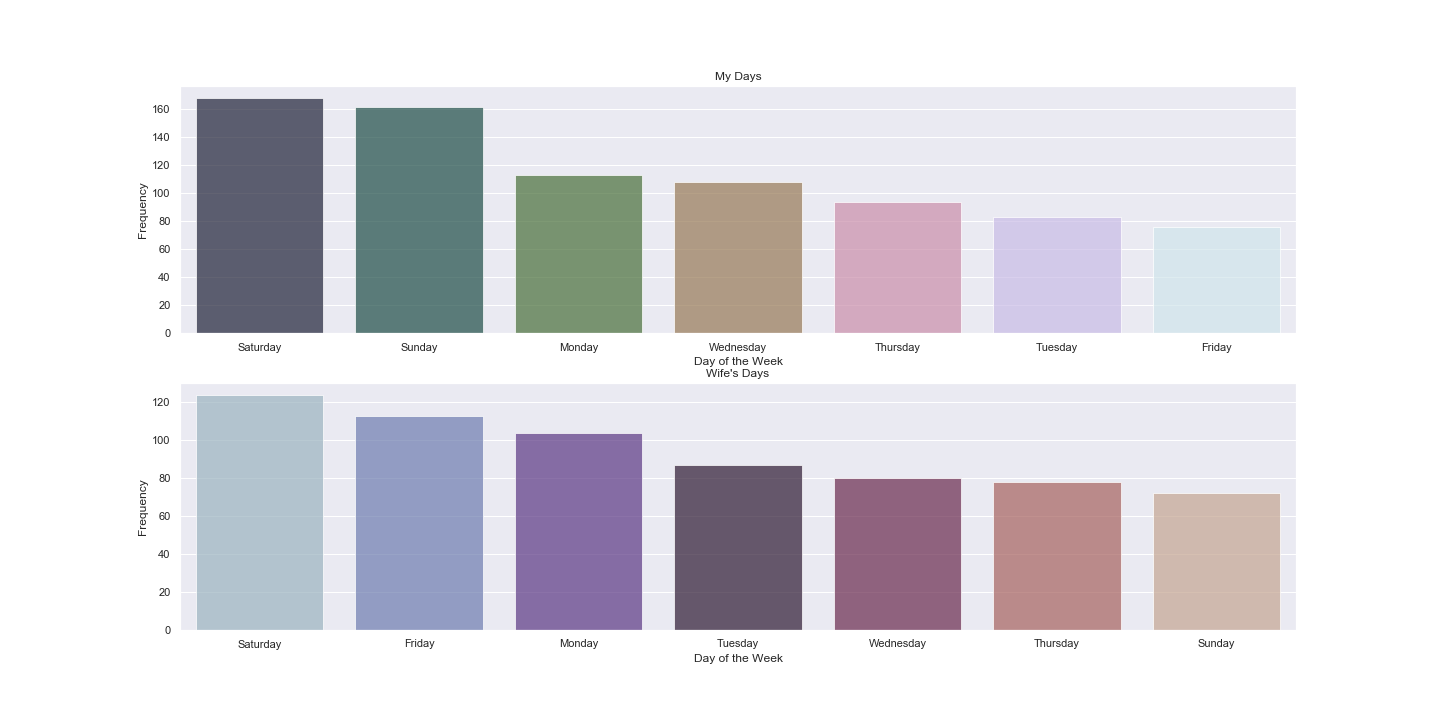 My Days
160
140
120
100
80
60
40
20
0
Frequency
Saturday Sunday Monday Wednesday Thursday Tuesday Friday
Day of the Week
Wife's Days
120
100
80
60
40
20
0
Frequency
Saturday Friday Monday Tuesday Wednesday Thursday Sunday
Day of the Week